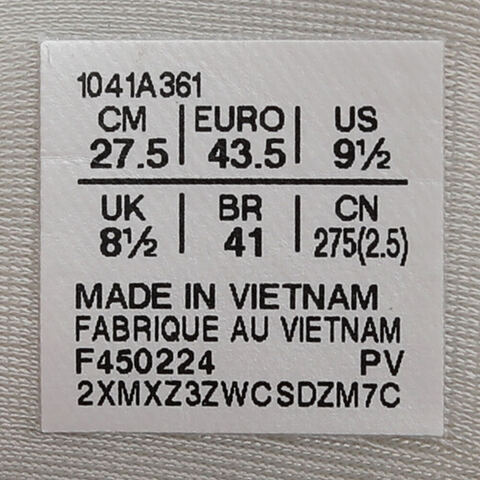 1041A361
CM | EURO | US
27.5 | 43.5 | 9½
UK | BR | CN
8½ | 41 | 275(2.5)
MADE IN VIETNAM
FABRIQUE AU VIETNAM
F450224 PV
2XMXZ3ZWCSDZM7C